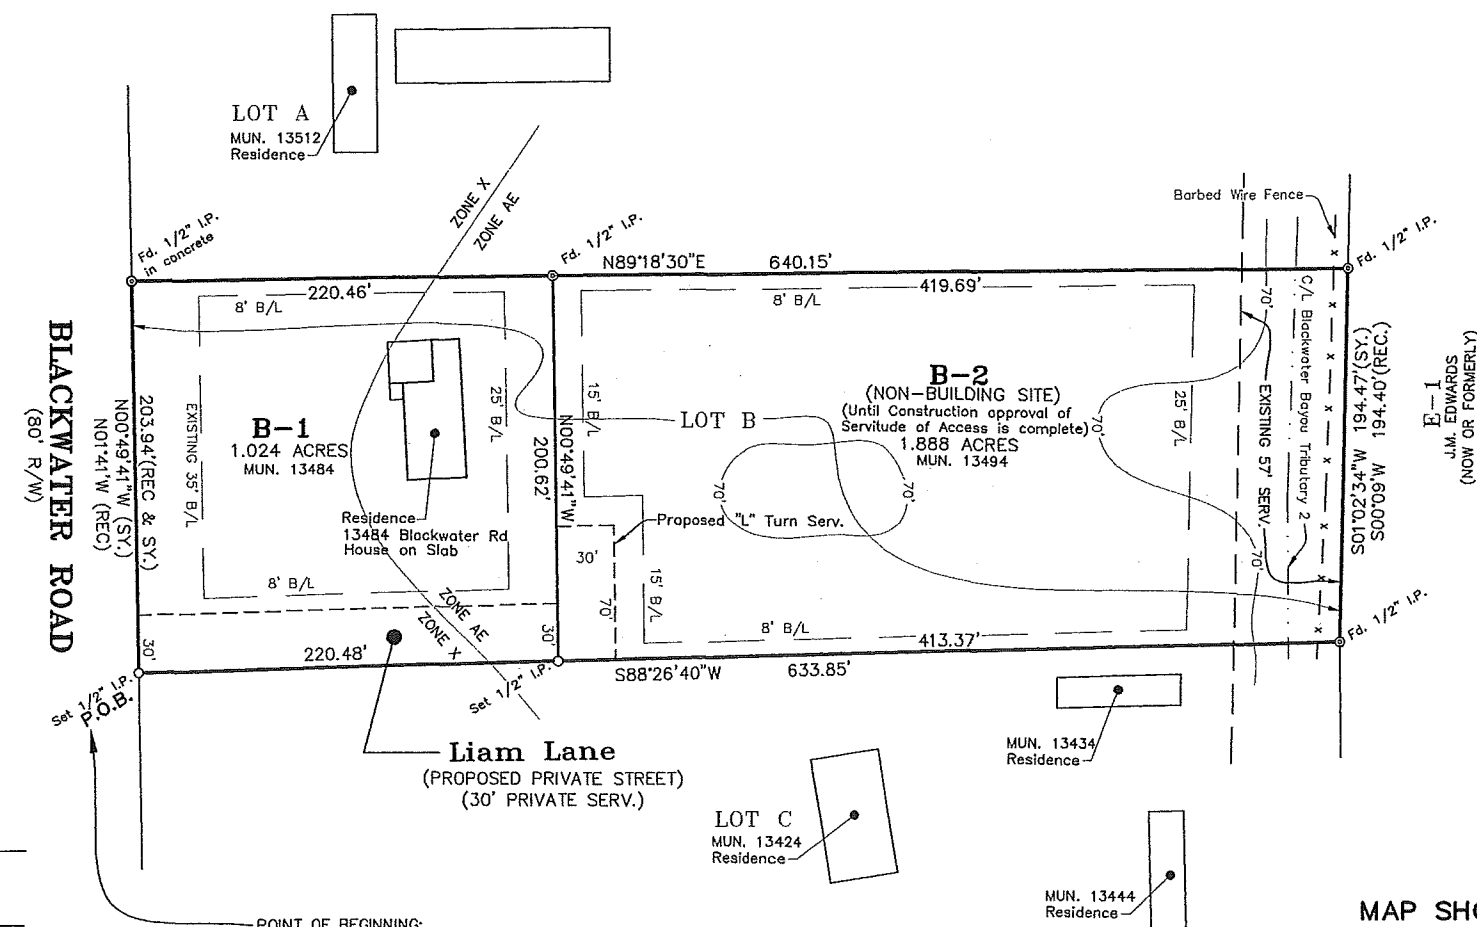 LOT A
MUN. 13512
Residence
ZONE X
ZONE AE
Barbed Wire Fence
Fd. 1/2" I.P.
in concrete
Fd. 1/2" I.P.
N89°18'30"E 640.15'
Fd. 1/2" I.P.
220.46'
8' B/L
8' B/L
419.69'
70'
C/L Blackwater Bayou Tributary 2
BLACKWATER ROAD
(80' R/W)
N01°41'W (REC)
N00°49'41"W (SY.)
203.94'(REC & SY.)
EXISTING 35' B/L
B-1
1.024 ACRES
MUN. 13484
25' B/L
N00°49'41"W
200.62'
15' B/L
LOT B
B-2
(NON-BUILDING SITE)
(Until Construction approval of
Servitude of Access is complete)
1.888 ACRES
MUN. 13494
70'
70'
70'
25' B/L
EXISTING 57' SERV.
70'
S01°02'34"W 194.47'(SY.)
S00°09'W 194.40'(REC.)
E-1
J.M. EDWARDS
(NOW OR FORMERLY)
Residence
13484 Blackwater Rd
House on Slab
Proposed "L" Turn Serv.
30'
70'
15' B/L
8' B/L
ZONE AE
ZONE X
8' B/L
30'
30'
220.48'
413.37'
Fd. 1/2" I.P.
S88°26'40"W 633.85'
Set 1/2" I.P.
P.O.B.
Set 1/2" I.P.
Liam Lane
(PROPOSED PRIVATE STREET)
(30' PRIVATE SERV.)
MUN. 13434
Residence
LOT C
MUN. 13424
Residence
MUN. 13444
Residence
POINT OF BEGINNING:
MAP SHO